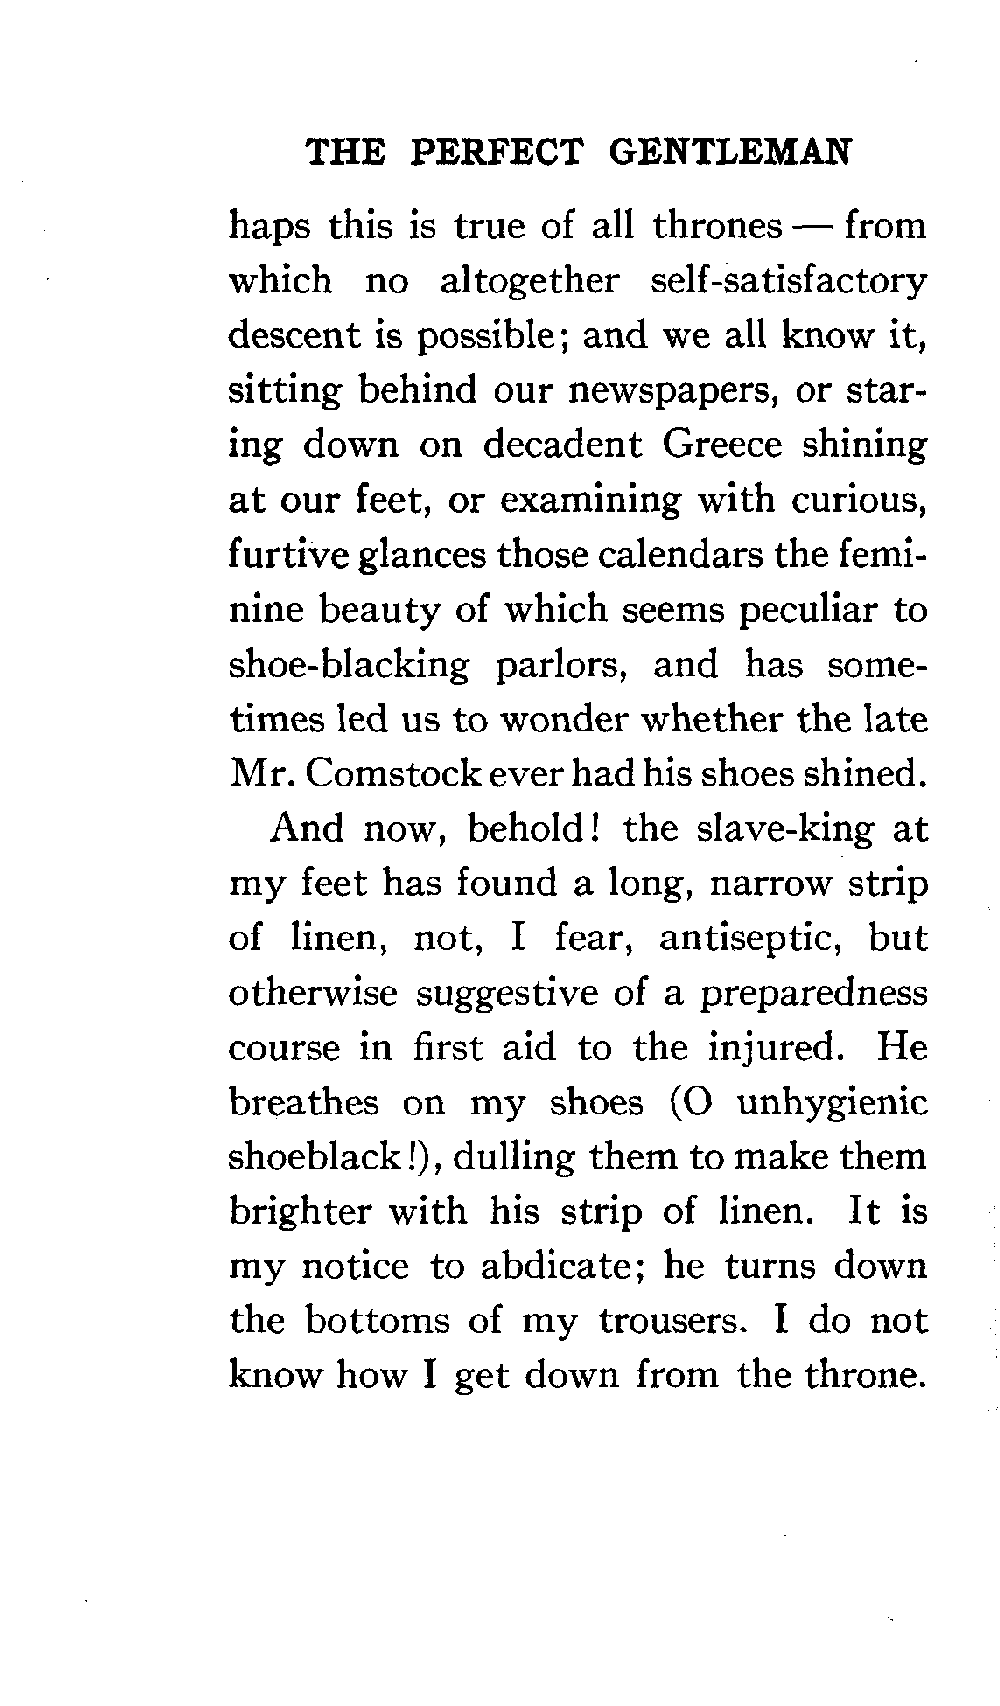 THE PERFECT GENTLEMAN
haps this is true of all thrones — from
which no altogether self-satisfactory
descent is possible; and we all know it,
sitting behind our newspapers, or star-
ing down on decadent Greece shining
at our feet, or examining with curious,
furtive glances those calendars the femi-
nine beauty of which seems peculiar to
shoe-blacking parlors, and has some-
times led us to wonder whether the late
Mr. Comstock ever had his shoes shined.
And now, behold! the slave-king at
my feet has found a long, narrow strip
of linen, not, I fear, antiseptic, but
otherwise suggestive of a preparedness
course in first aid to the injured. He
breathes on my shoes (O unhygienic
shoeblack!), dulling them to make them
brighter with his strip of linen. It is
my notice to abdicate; he turns down
the bottoms of my trousers. I do not
know how I get down from the throne.